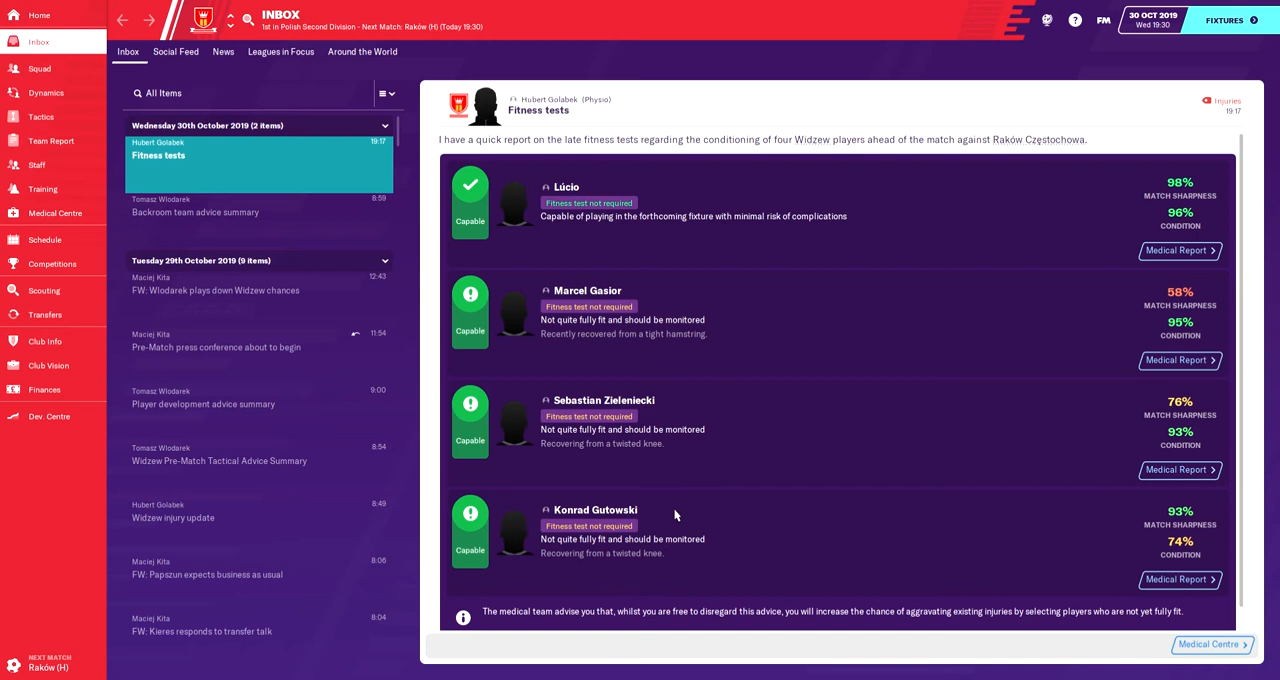 Home
Inbox
Squad
Dynamics
Tactics
Team Report
Staff
Training
Medical Centre
Schedule
Competitions
Scouting
Transfers
Club Info
Club Vision
Finances
Dev. Centre
NEXT MATCH
Raków (H)
INBOX
1st in Polish Second Division - Next Match: Raków (H) (Today 19:30)
FM
30 OCT 2019
Wed 19:30
FIXTURES
Inbox Social Feed News Leagues in Focus Around the World
All Items
Wednesday 30th October 2019 (2 items)
Hubert Golabek 19:17
Fitness tests
Tomasz Wlodarek 8:59
Backroom team advice summary
Tuesday 29th October 2019 (9 items)
Maciej Kita 12:43
FW: Wlodarek plays down Widzew chances
Maciej Kita 11:54
Pre-Match press conference about to begin
Tomasz Wlodarek 9:00
Player development advice summary
Tomasz Wlodarek 8:54
Widzew Pre-Match Tactical Advice Summary
Hubert Golabek 8:49
Widzew injury update
Maciej Kita 8:06
FW: Papszun expects business as usual
Maciej Kita 8:04
FW: Kieres responds to transfer talk
Hubert Golabek (Physio)
Fitness tests
Injuries
19:17
I have a quick report on the late fitness tests regarding the conditioning of four Widzew players ahead of the match against Raków Częstochowa.
Capable
Lúcio
Fitness test not required
Capable of playing in the forthcoming fixture with minimal risk of complications
98%
MATCH SHARPNESS
96%
CONDITION
Medical Report
Capable
Marcel Gasior
Fitness test not required
Not quite fully fit and should be monitored
Recently recovered from a tight hamstring.
58%
MATCH SHARPNESS
95%
CONDITION
Medical Report
Capable
Sebastian Zieleniecki
Fitness test not required
Not quite fully fit and should be monitored
Recovering from a twisted knee.
76%
MATCH SHARPNESS
93%
CONDITION
Medical Report
Capable
Konrad Gutowski
Fitness test not required
Not quite fully fit and should be monitored
Recovering from a twisted knee.
93%
MATCH SHARPNESS
74%
CONDITION
Medical Report
The medical team advise you that, whilst you are free to disregard this advice, you will increase the chance of aggravating existing injuries by selecting players who are not yet fully fit.
Medical Centre